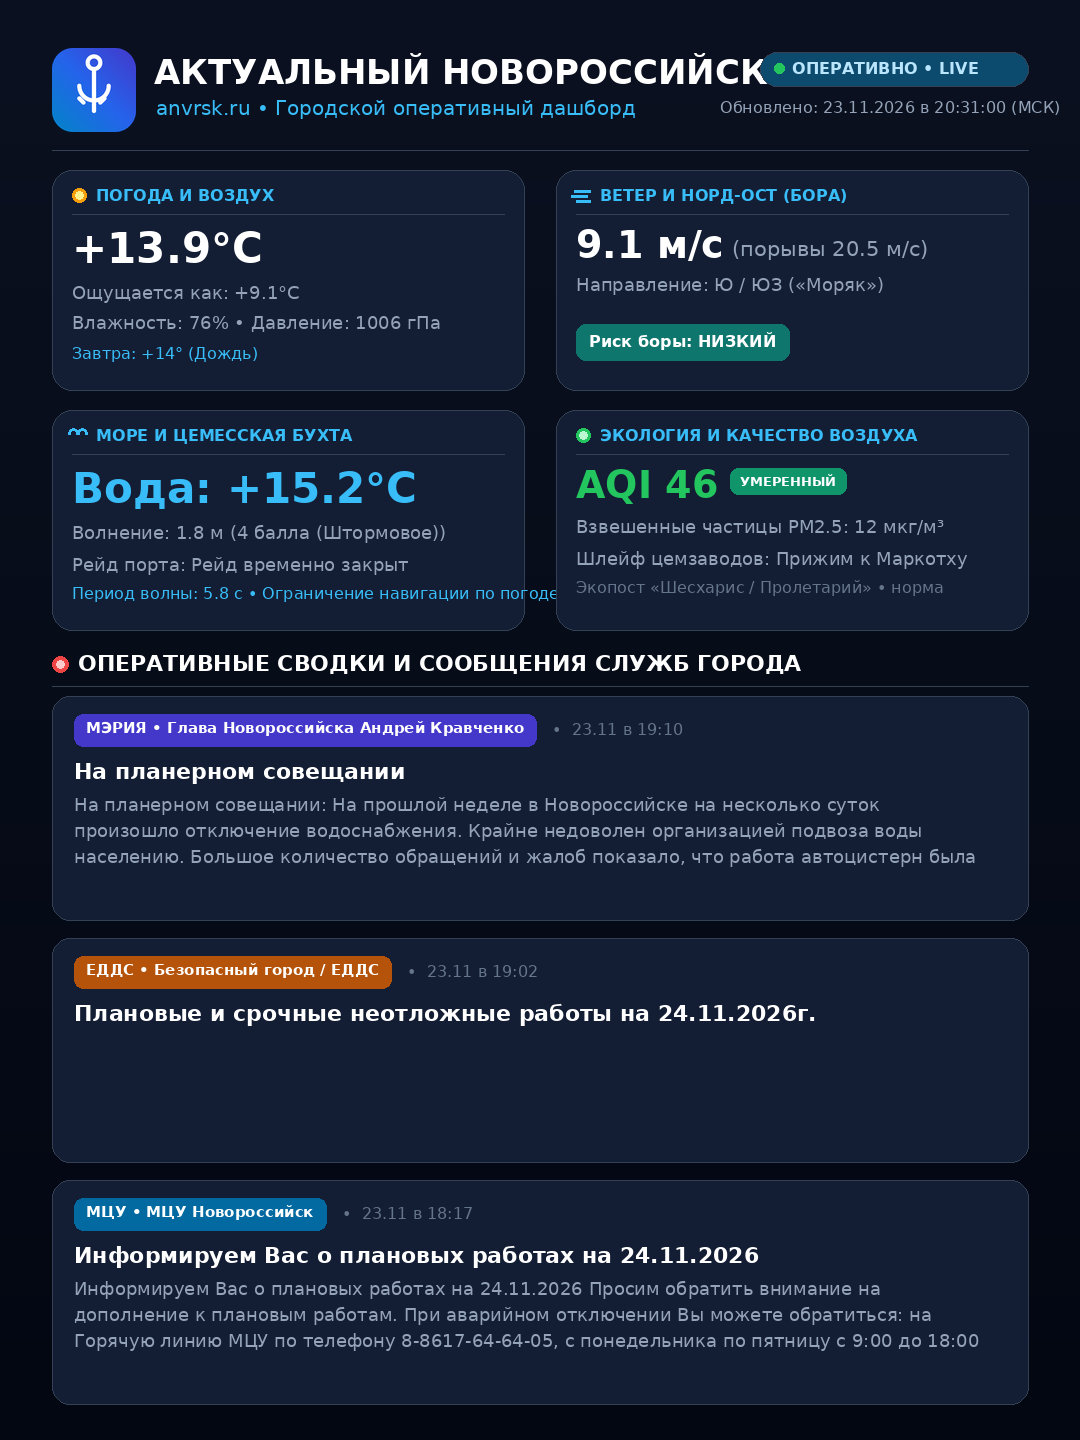 АКТУАЛЬНЫЙ НОВОРОССИЙСК
ОПЕРАТИВНО • LIVE
anvrsk.ru • Городской оперативный дашборд
Обновлено: 23.11.2026 в 20:31:00 (МСК)
ПОГОДА И ВОЗДУХ
+13.9°C
Ощущается как: +9.1°C
Влажность: 76% • Давление: 1006 гПа
Завтра: +14° (Дождь)
ВЕТЕР И НОРД-ОСТ (БОРА)
9.1 м/с (порывы 20.5 м/с)
Направление: Ю / ЮЗ («Моряк»)
Риск боры: НИЗКИЙ
МОРЕ И ЦЕМЕССКАЯ БУХТА
Вода: +15.2°C
Волнение: 1.8 м (4 балла (Штормовое))
Рейд порта: Рейд временно закрыт
Период волны: 5.8 с • Ограничение навигации по погоде
ЭКОЛОГИЯ И КАЧЕСТВО ВОЗДУХА
AQI 46 УМЕРЕННЫЙ
Взвешенные частицы PM2.5: 12 мкг/м³
Шлейф цемзаводов: Прижим к Маркотху
Экопост «Шесхарис / Пролетарий» • норма
ОПЕРАТИВНЫЕ СВОДКИ И СООБЩЕНИЯ СЛУЖБ ГОРОДА
МЭРИЯ • Глава Новороссийска Андрей Кравченко • 23.11 в 19:10
На планерном совещании
На планерном совещании: На прошлой неделе в Новороссийске на несколько суток
произошло отключение водоснабжения. Крайне недоволен организацией подвоза воды
населению. Большое количество обращений и жалоб показало, что работа автоцистерн была
ЕДДС • Безопасный город / ЕДДС • 23.11 в 19:02
Плановые и срочные неотложные работы на 24.11.2026г.
МЦУ • МЦУ Новороссийск • 23.11 в 18:17
Информируем Вас о плановых работах на 24.11.2026
Информируем Вас о плановых работах на 24.11.2026 Просим обратить внимание на
дополнение к плановым работам. При аварийном отключении Вы можете обратиться: на
Горячую линию МЦУ по телефону 8-8617-64-64-05, с понедельника по пятницу с 9:00 до 18:00